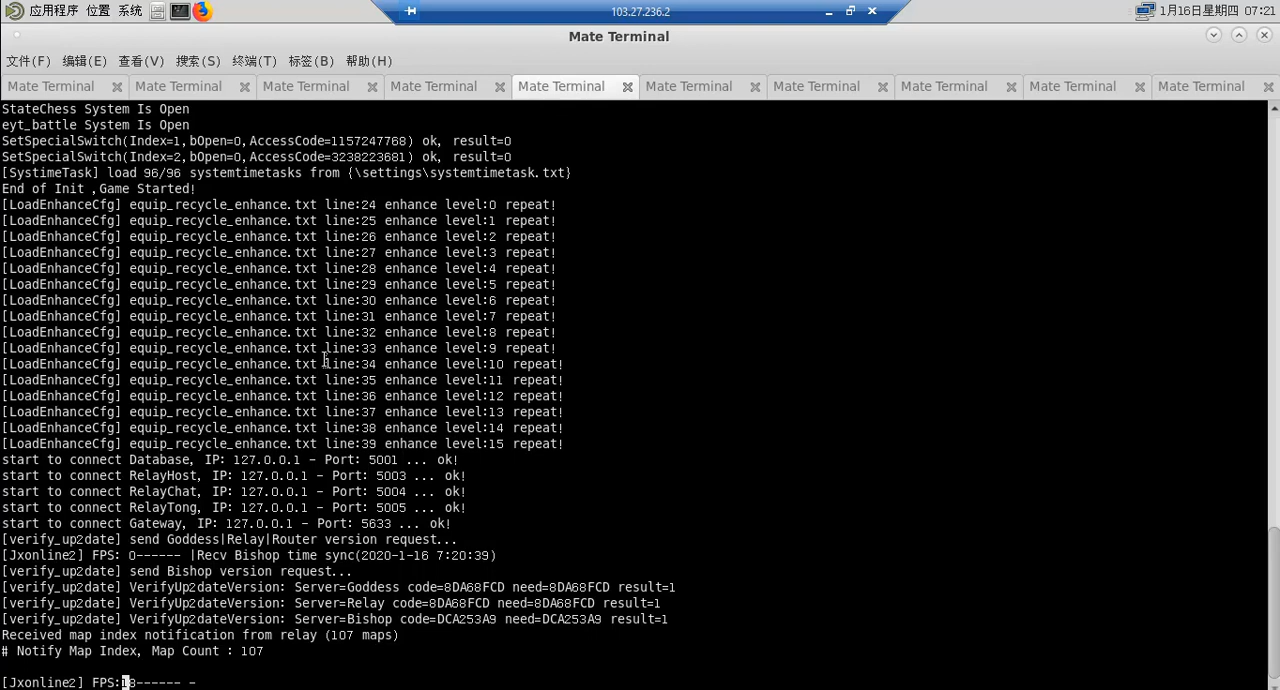 应用程序 位置 系统
103.27.236.2
1月16日星期四 07:21
Mate Terminal
文件(F) 编辑(E) 查看(V) 搜索(S) 终端(T) 标签(B) 帮助(H)
Mate Terminal Mate Terminal Mate Terminal Mate Terminal Mate Terminal Mate Terminal Mate Terminal Mate Terminal Mate Terminal Mate Terminal
StateChess System Is Open
eyt_battle System Is Open
SetSpecialSwitch(Index=1,bOpen=0,AccessCode=1157247768) ok, result=0
SetSpecialSwitch(Index=2,bOpen=0,AccessCode=3238223681) ok, result=0
[SystimeTask] load 96/96 systemtimetasks from {\settings\systemtimetask.txt}
End of Init ,Game Started!
[LoadEnhanceCfg] equip_recycle_enhance.txt line:24 enhance level:0 repeat!
[LoadEnhanceCfg] equip_recycle_enhance.txt line:25 enhance level:1 repeat!
[LoadEnhanceCfg] equip_recycle_enhance.txt line:26 enhance level:2 repeat!
[LoadEnhanceCfg] equip_recycle_enhance.txt line:27 enhance level:3 repeat!
[LoadEnhanceCfg] equip_recycle_enhance.txt line:28 enhance level:4 repeat!
[LoadEnhanceCfg] equip_recycle_enhance.txt line:29 enhance level:5 repeat!
[LoadEnhanceCfg] equip_recycle_enhance.txt line:30 enhance level:6 repeat!
[LoadEnhanceCfg] equip_recycle_enhance.txt line:31 enhance level:7 repeat!
[LoadEnhanceCfg] equip_recycle_enhance.txt line:32 enhance level:8 repeat!
[LoadEnhanceCfg] equip_recycle_enhance.txt line:33 enhance level:9 repeat!
[LoadEnhanceCfg] equip_recycle_enhance.txt line:34 enhance level:10 repeat!
[LoadEnhanceCfg] equip_recycle_enhance.txt line:35 enhance level:11 repeat!
[LoadEnhanceCfg] equip_recycle_enhance.txt line:36 enhance level:12 repeat!
[LoadEnhanceCfg] equip_recycle_enhance.txt line:37 enhance level:13 repeat!
[LoadEnhanceCfg] equip_recycle_enhance.txt line:38 enhance level:14 repeat!
[LoadEnhanceCfg] equip_recycle_enhance.txt line:39 enhance level:15 repeat!
start to connect Database, IP: 127.0.0.1 - Port: 5001 ... ok!
start to connect RelayHost, IP: 127.0.0.1 - Port: 5003 ... ok!
start to connect RelayChat, IP: 127.0.0.1 - Port: 5004 ... ok!
start to connect RelayTong, IP: 127.0.0.1 - Port: 5005 ... ok!
start to connect Gateway, IP: 127.0.0.1 - Port: 5633 ... ok!
[verify_up2date] send Goddess|Relay|Router version request...
[Jxonline2] FPS: 0------ |Recv Bishop time sync(2020-1-16 7:20:39)
[verify_up2date] send Bishop version request...
[verify_up2date] VerifyUp2dateVersion: Server=Goddess code=8DA68FCD need=8DA68FCD result=1
[verify_up2date] VerifyUp2dateVersion: Server=Relay code=8DA68FCD need=8DA68FCD result=1
[verify_up2date] VerifyUp2dateVersion: Server=Bishop code=DCA253A9 need=DCA253A9 result=1
Received map index notification from relay (107 maps)
# Notify Map Index, Map Count : 107
[Jxonline2] FPS:18------ -